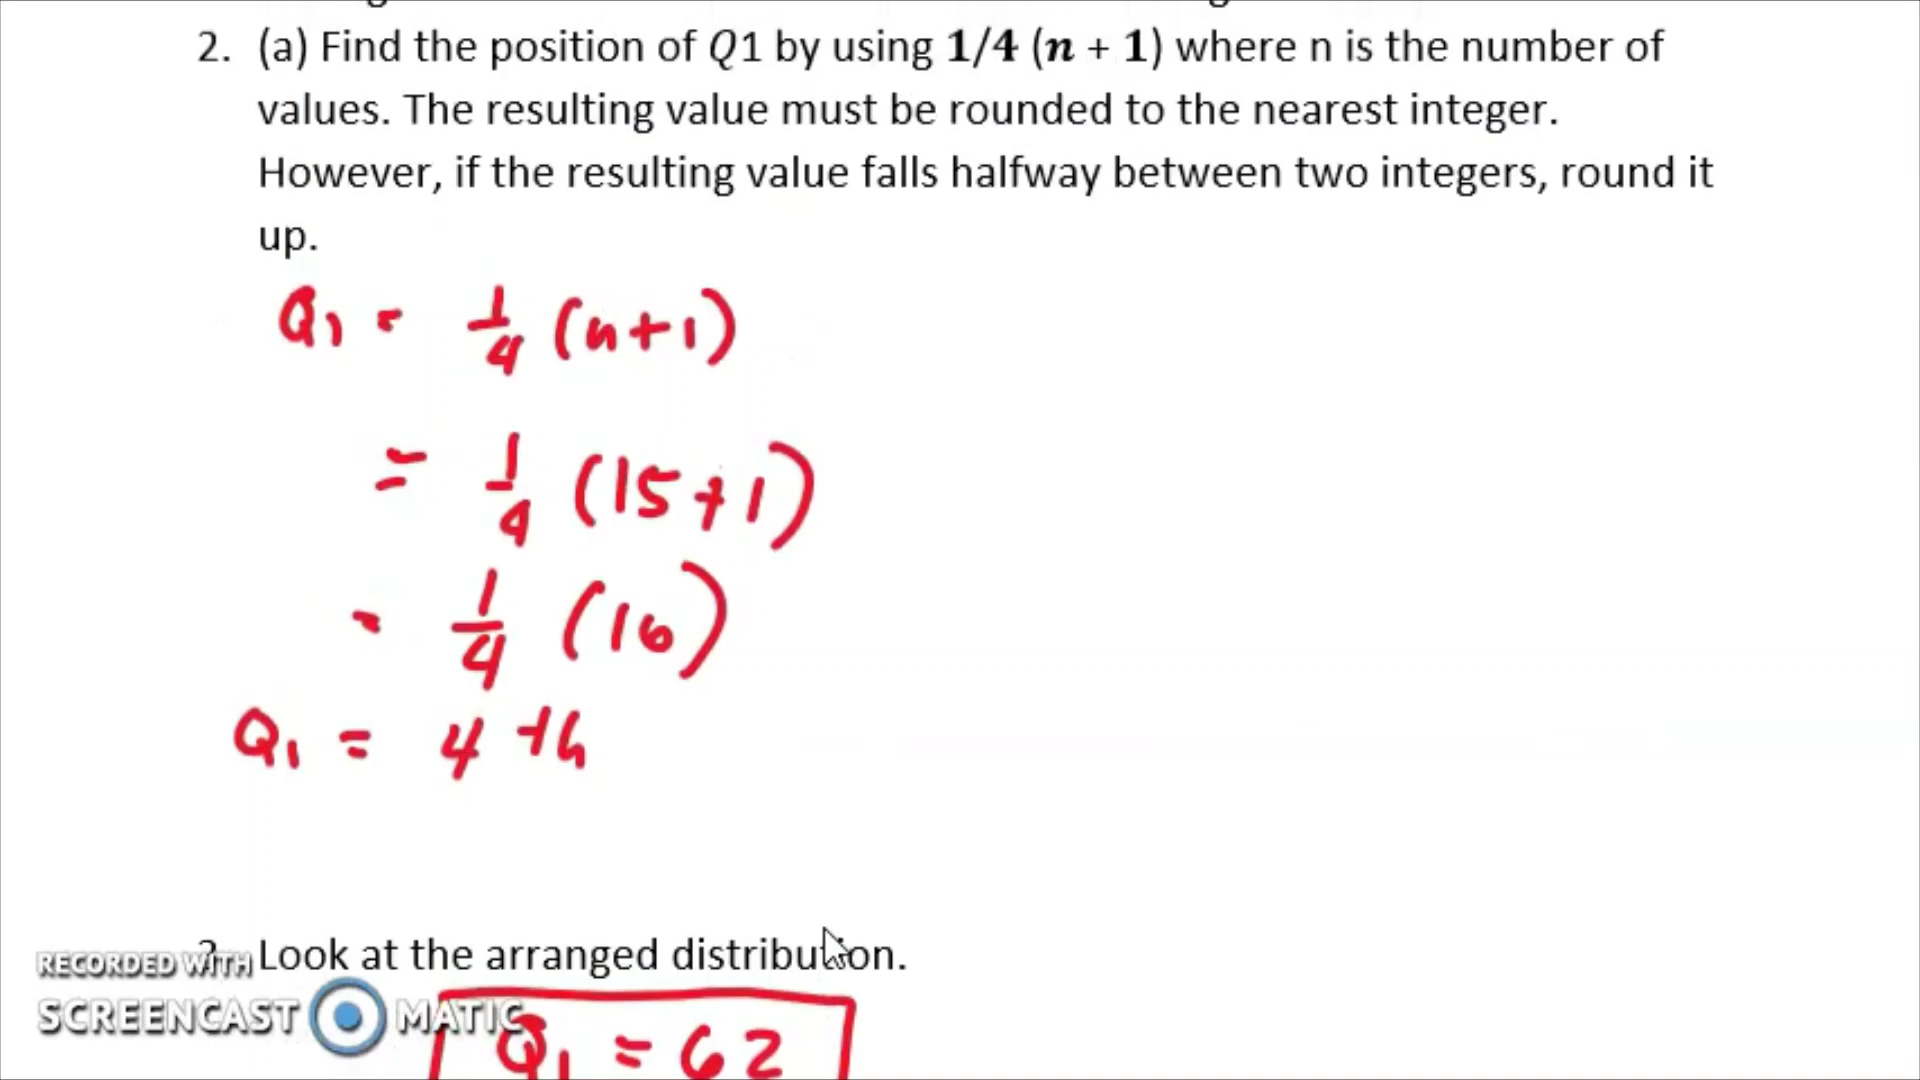 2. (a) Find the position of Q1 by using 1/4 (n + 1) where n is the number of
values. The resulting value must be rounded to the nearest integer.
However, if the resulting value falls halfway between two integers, round it
up.
Q1 = 1/4 (n+1)
= 1/4 (15+1)
= 1/4 (16)
Q1 = 4th
Look at the arranged distribution.
RECORDED WITH
SCREENCAST MATIC
Q1 = 62